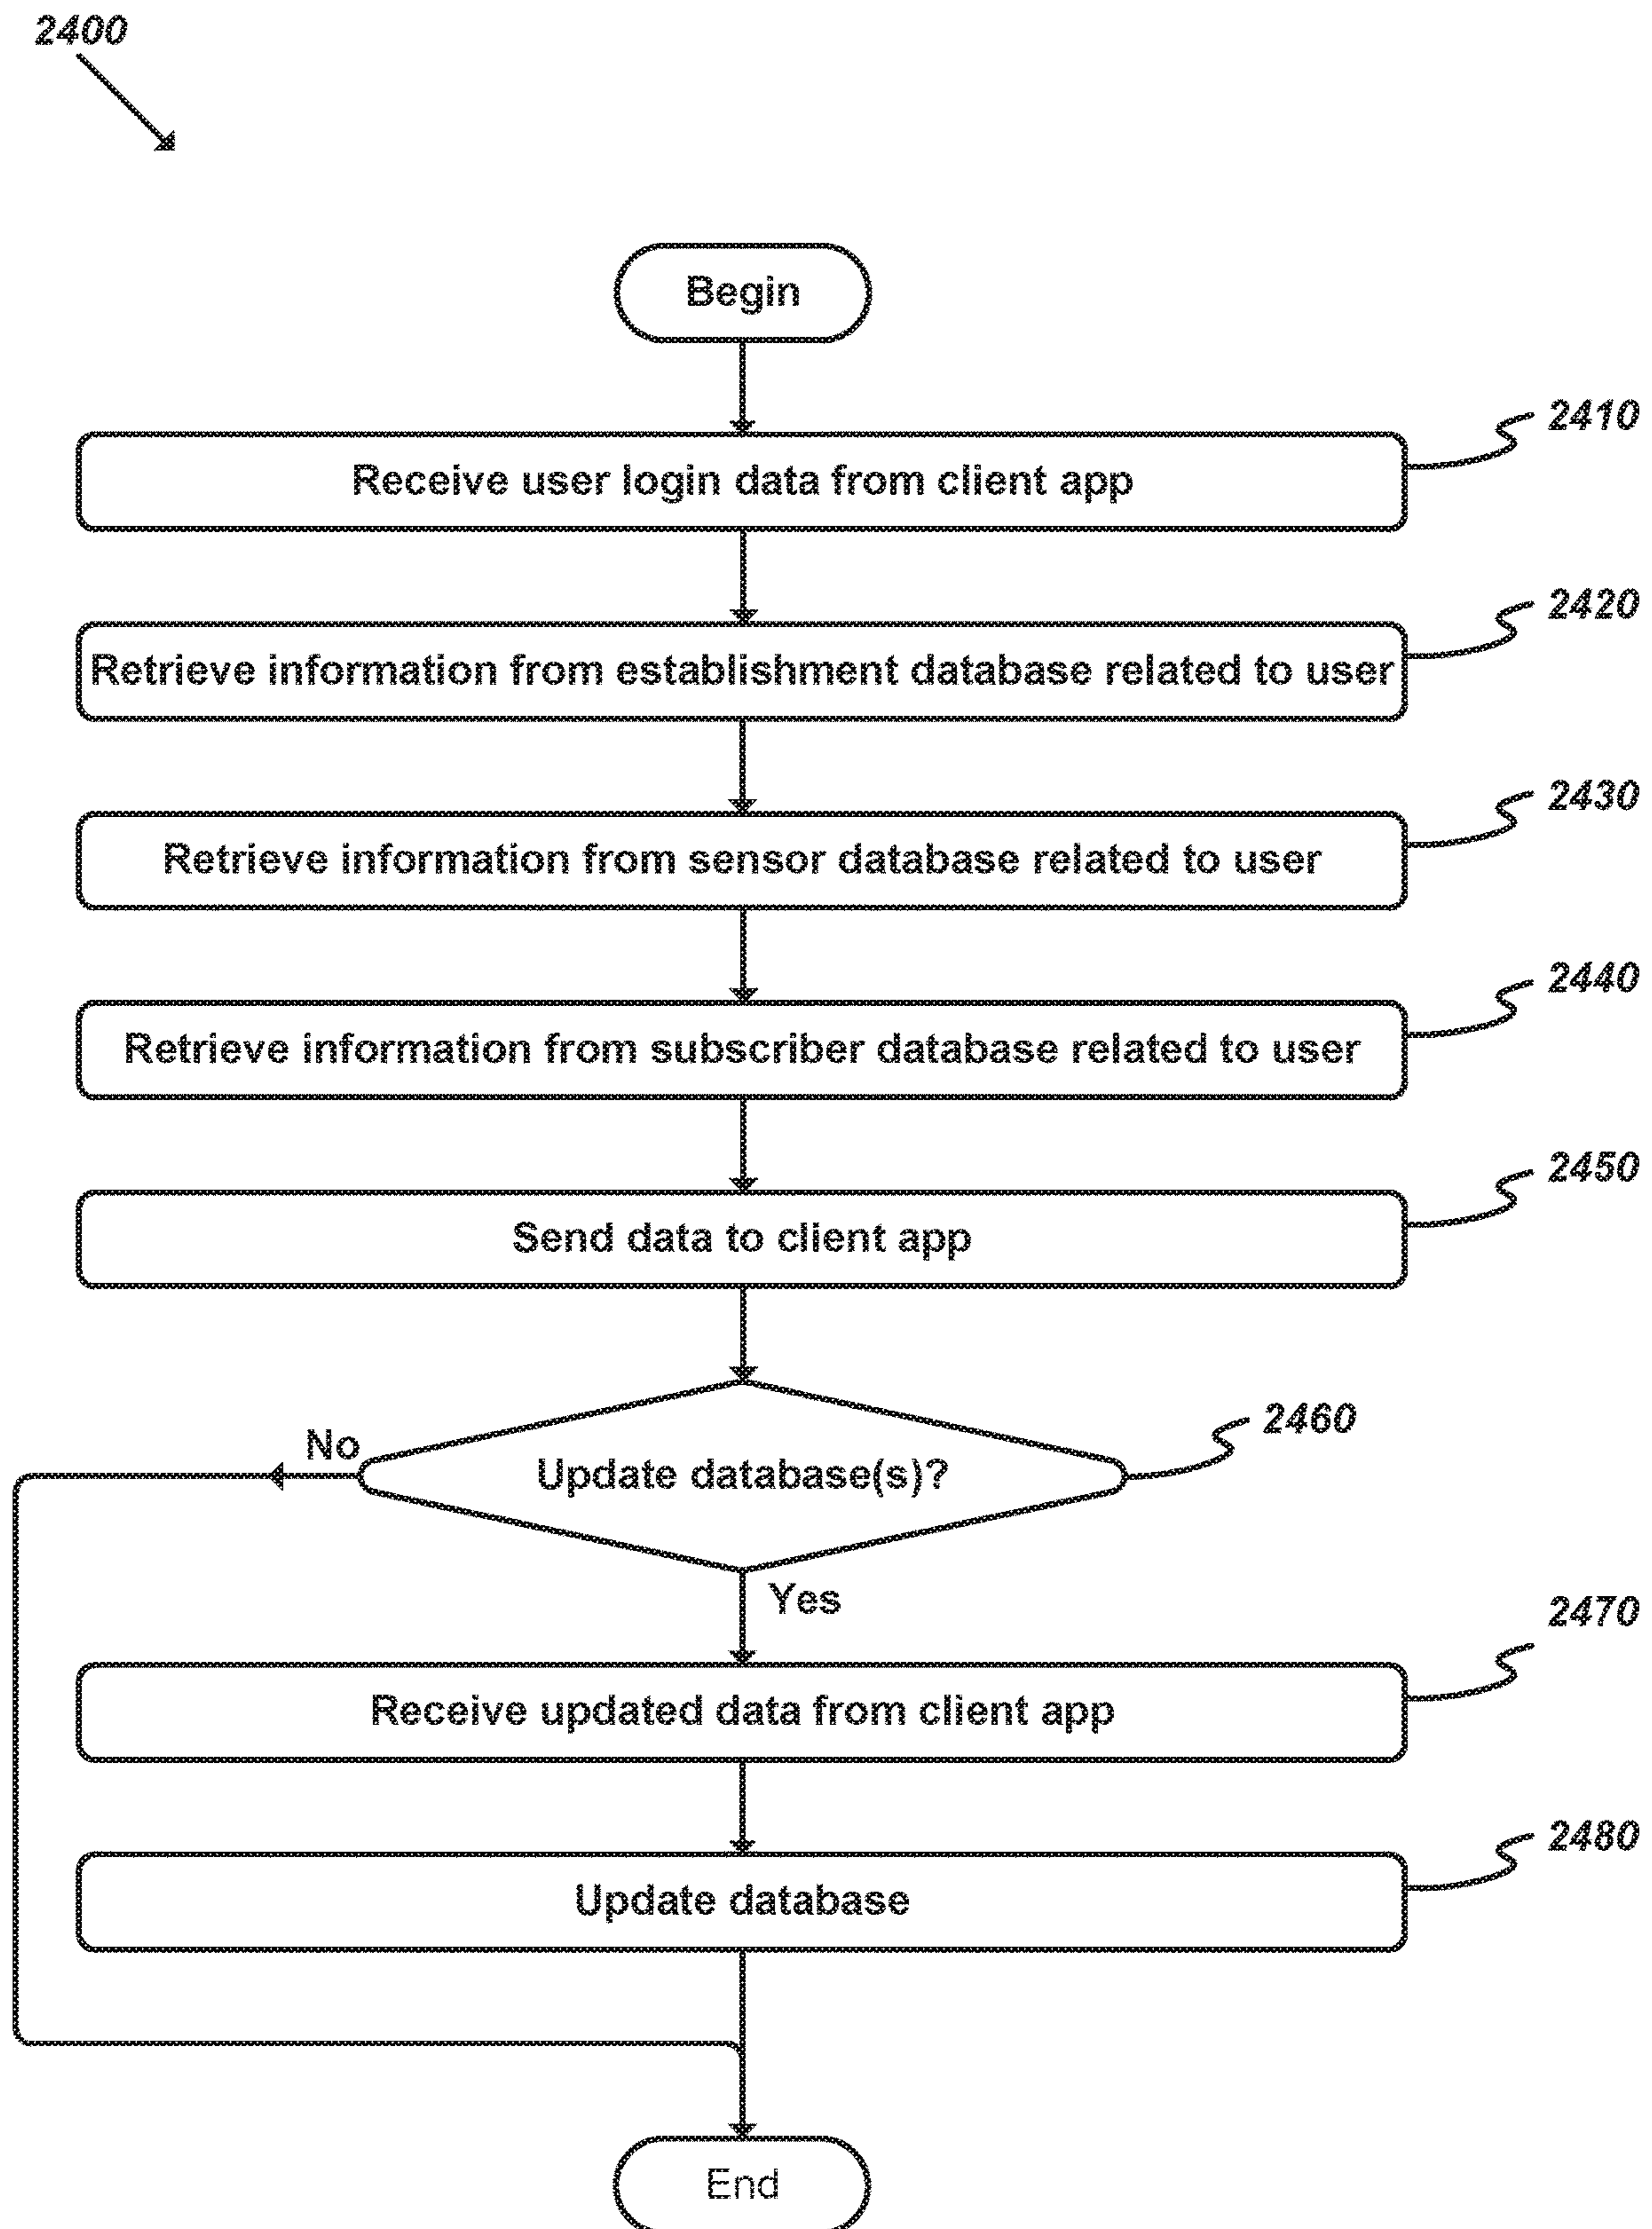 2400
Begin
2410
Receive user login data from client app
2420
Retrieve information from establishment database related to user
2430
Retrieve information from sensor database related to user
2440
Retrieve information from subscriber database related to user
2450
Send data to client app
2460
No
Update database(s)?
Yes
2470
Receive updated data from client app
2480
Update database
End